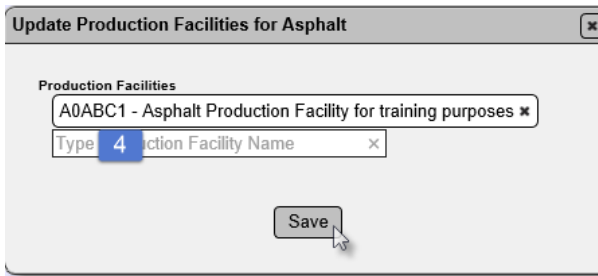 Update Production Facilities for Asphalt
Production Facilities
A0ABC1 - Asphalt Production Facility for training purposes ×
Type 4 ction Facility Name ×
Save